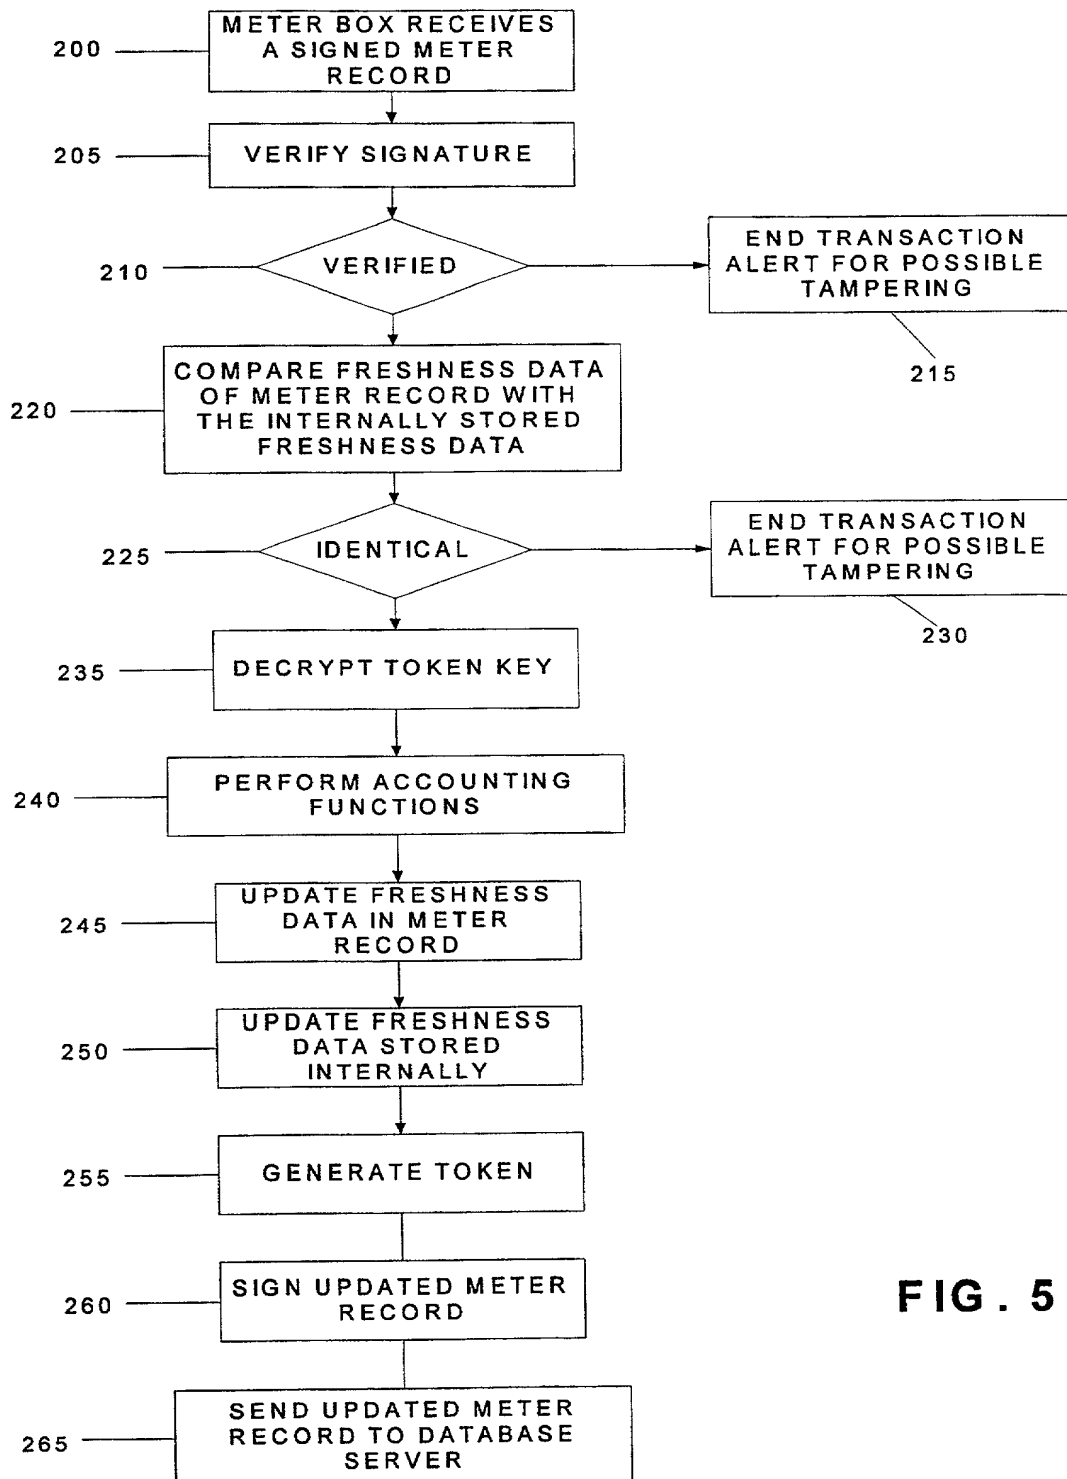 METER BOX RECEIVES
A SIGNED METER
RECORD
200
VERIFY SIGNATURE
205
VERIFIED
210
END TRANSACTION
ALERT FOR POSSIBLE
TAMPERING
215
COMPARE FRESHNESS DATA
OF METER RECORD WITH
THE INTERNALLY STORED
FRESHNESS DATA
220
IDENTICAL
225
END TRANSACTION
ALERT FOR POSSIBLE
TAMPERING
230
DECRYPT TOKEN KEY
235
PERFORM ACCOUNTING
FUNCTIONS
240
UPDATE FRESHNESS
DATA IN METER
RECORD
245
UPDATE FRESHNESS
DATA STORED
INTERNALLY
250
GENERATE TOKEN
255
SIGN UPDATED METER
RECORD
260
FIG. 5
SEND UPDATED METER
RECORD TO DATABASE
SERVER
265